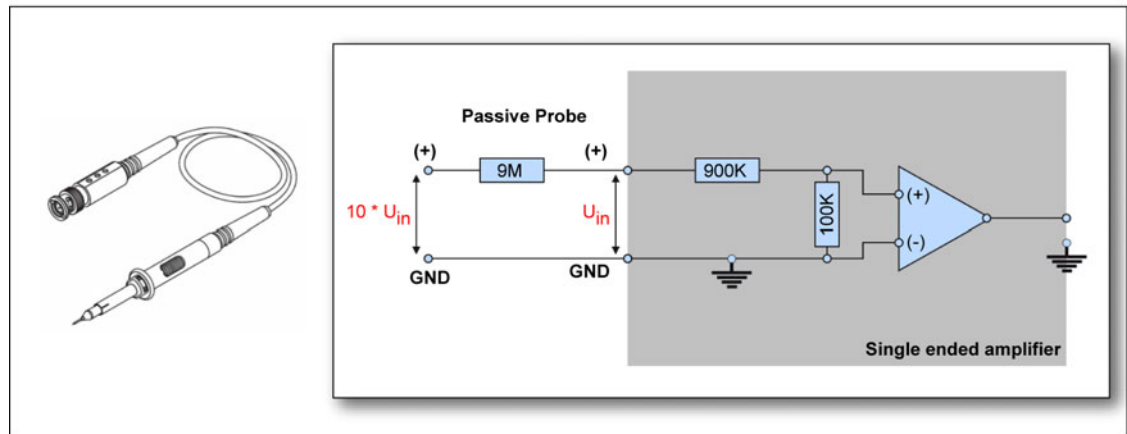 Passive Probe
(+)
(+)
9M
900K
100K
(+)
(-)
10 * Uin
Uin
GND
GND
Single ended amplifier